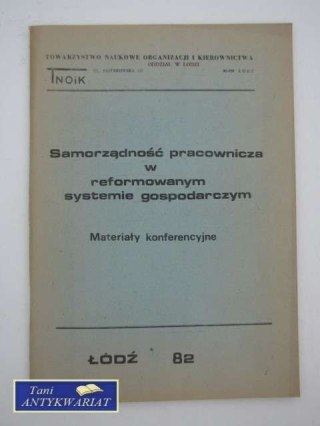 TOWARZYSTWO NAUKOWE ORGANIZACJI I KIEROWNICTWA
ODDZIAŁ W ŁODZI
TNOiK
Samorządność pracownicza
w
reformowanym
systemie gospodarczym
Materiały konferencyjne
ŁÓDŹ 82
Tani
ANTYKWARIAT